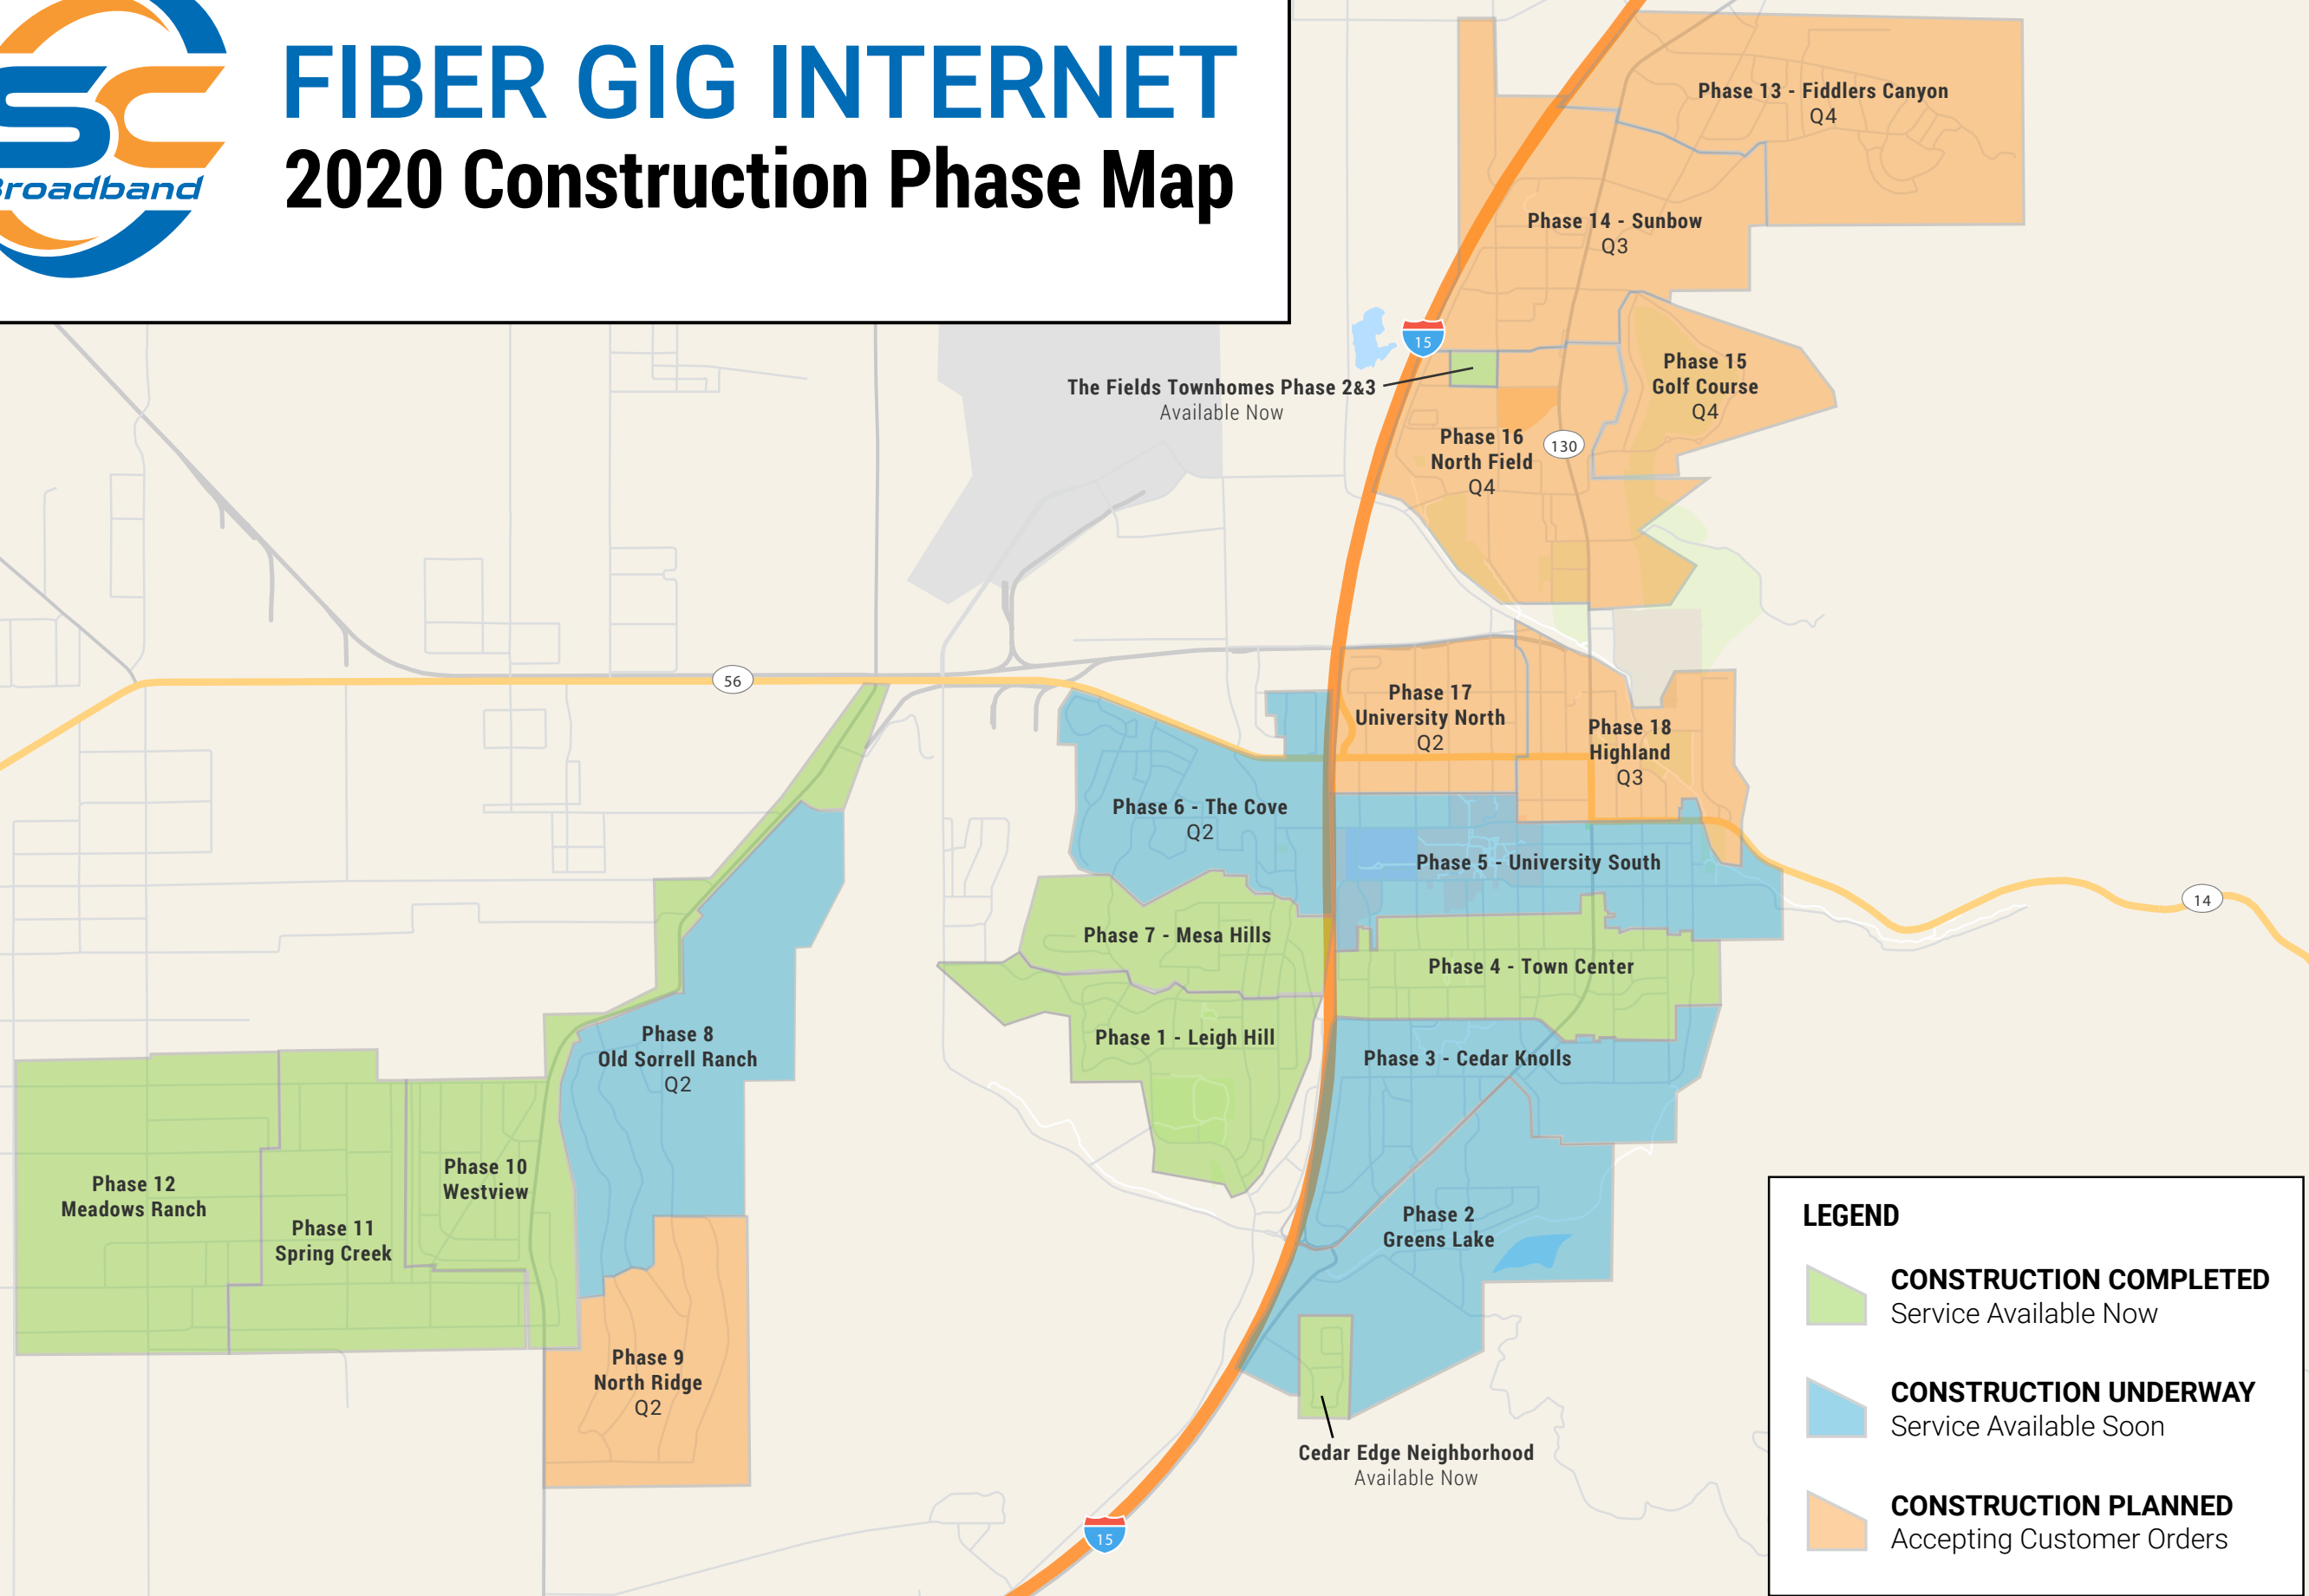 SC
Broadband
FIBER GIG INTERNET
2020 Construction Phase Map
Phase 13 - Fiddlers Canyon
Q4
Phase 14 - Sunbow
Q3
15
Phase 15
Golf Course
Q4
The Fields Townhomes Phase 2&3
Available Now
Phase 16
North Field
Q4
130
56
Phase 17
University North
Q2
Phase 18
Highland
Q3
Phase 6 - The Cove
Q2
Phase 5 - University South
14
Phase 7 - Mesa Hills
Phase 4 - Town Center
Phase 1 - Leigh Hill
Phase 3 - Cedar Knolls
Phase 8
Old Sorrell Ranch
Q2
Phase 10
Westview
Phase 12
Meadows Ranch
Phase 11
Spring Creek
Phase 2
Greens Lake
Phase 9
North Ridge
Q2
Cedar Edge Neighborhood
Available Now
15
LEGEND
CONSTRUCTION COMPLETED
Service Available Now
CONSTRUCTION UNDERWAY
Service Available Soon
CONSTRUCTION PLANNED
Accepting Customer Orders